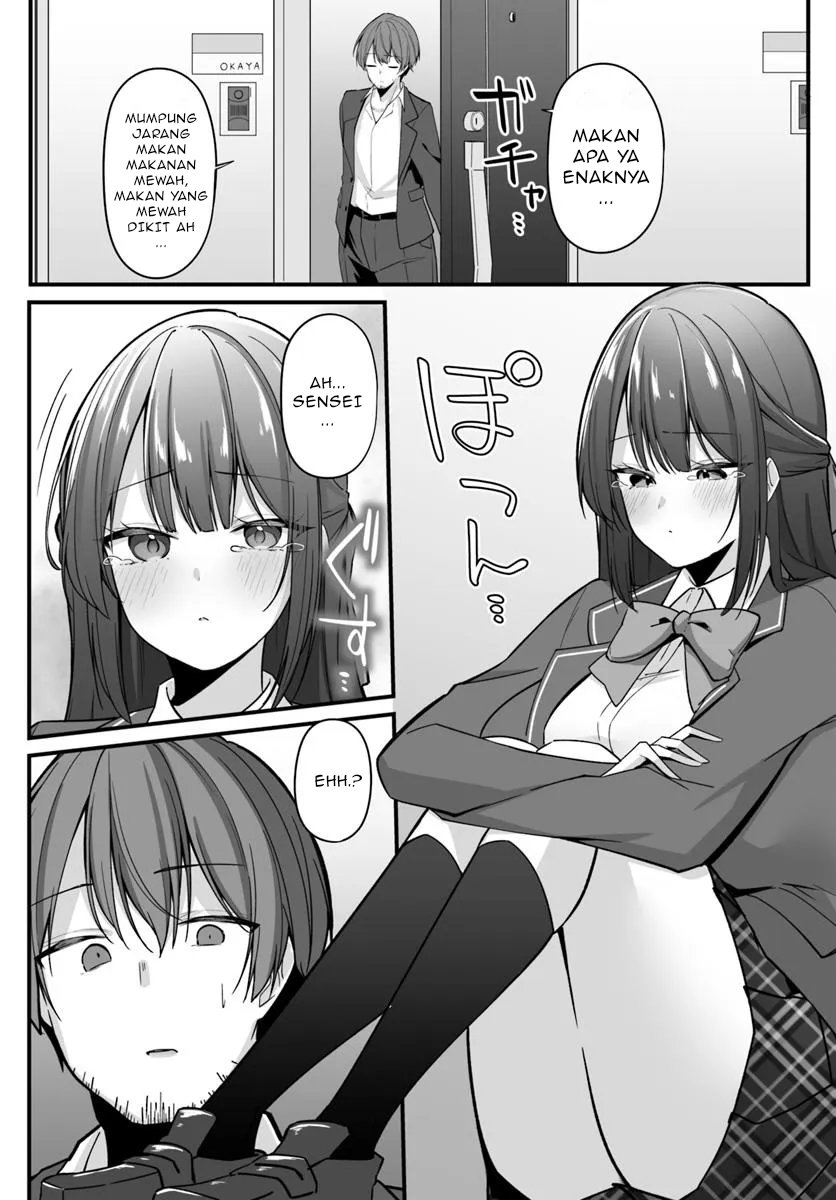 MAKAN
APA YA
ENAKNYA
...
ガチャ…
OKAYA
MUMPUNG
JARANG
MAKAN
MAKANAN
MEWAH,
MAKAN YANG
MEWAH
DIKIT AH
...
ぽつん…
AH...
SENSEI
...
ぐす…
EHH.?